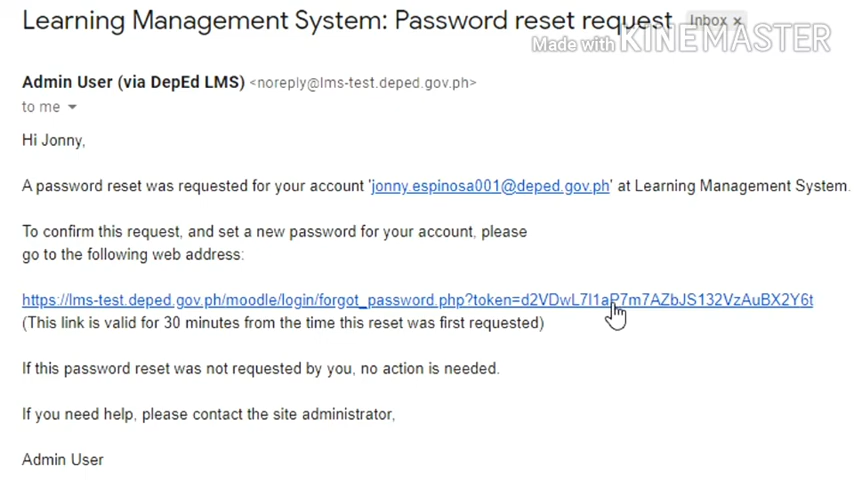 Learning Management System: Password reset request Inbox ×
Made with KINEMASTER
Admin User (via DepEd LMS) <noreply@lms-test.deped.gov.ph>
to me
Hi Jonny,
A password reset was requested for your account 'jonny.espinosa001@deped.gov.ph' at Learning Management System.
To confirm this request, and set a new password for your account, please
go to the following web address:
https://lms-test.deped.gov.ph/moodle/login/forgot_password.php?token=d2VDwL7I1aP7m7AZbJS132VzAuBX2Y6t
(This link is valid for 30 minutes from the time this reset was first requested)
If this password reset was not requested by you, no action is needed.
If you need help, please contact the site administrator,
Admin User